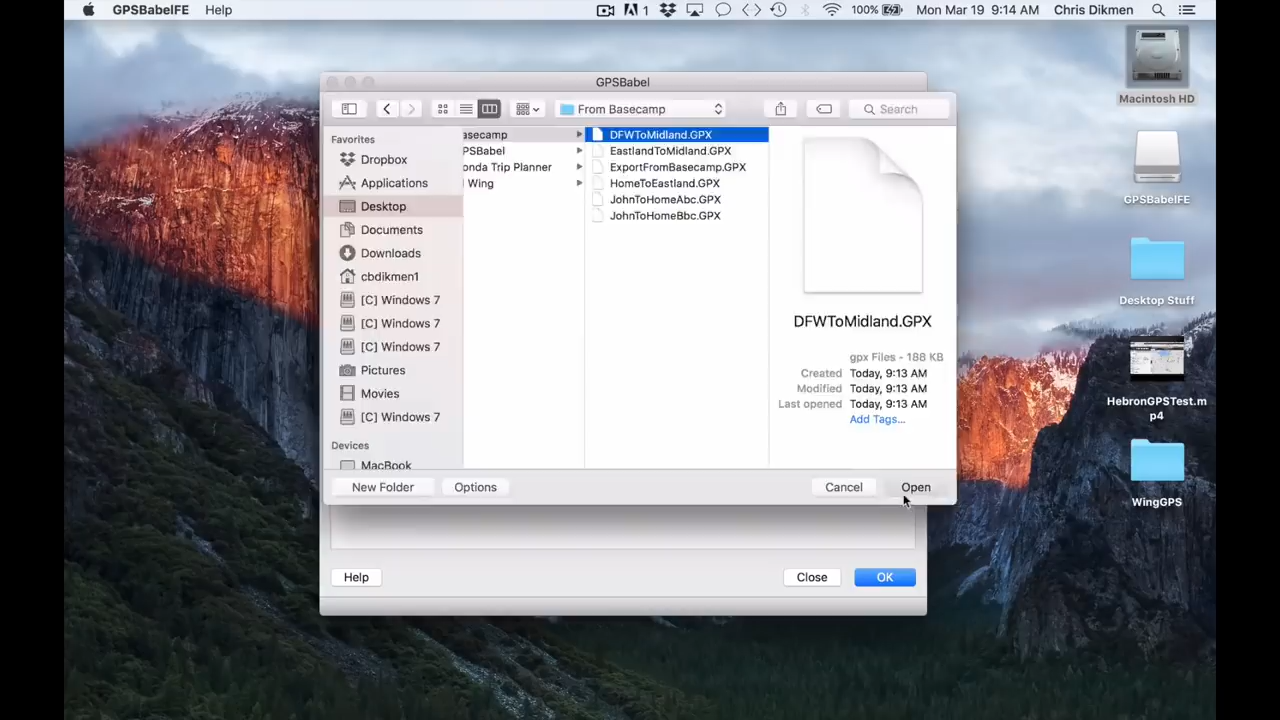 GPSBabelFE Help 1 100% Mon Mar 19 9:14 AM Chris Dikmen
Macintosh HD
GPSBabelFE
Desktop Stuff
HebronGPSTest.m
p4
WingGPS
GPSBabel
From Basecamp
Search
Favorites
Dropbox
Applications
Desktop
Documents
Downloads
cbdikmen1
[C] Windows 7
[C] Windows 7
[C] Windows 7
Pictures
Movies
[C] Windows 7
Devices
MacBook
asecamp
PSBabel
onda Trip Planner
Wing
DFWToMidland.GPX
EastlandToMidland.GPX
ExportFromBasecamp.GPX
HomeToEastland.GPX
JohnToHomeAbc.GPX
JohnToHomeBbc.GPX
DFWToMidland.GPX
gpx Files - 188 KB
Created Today, 9:13 AM
Modified Today, 9:13 AM
Last opened Today, 9:13 AM
Add Tags...
New Folder Options Cancel Open
Help Close OK